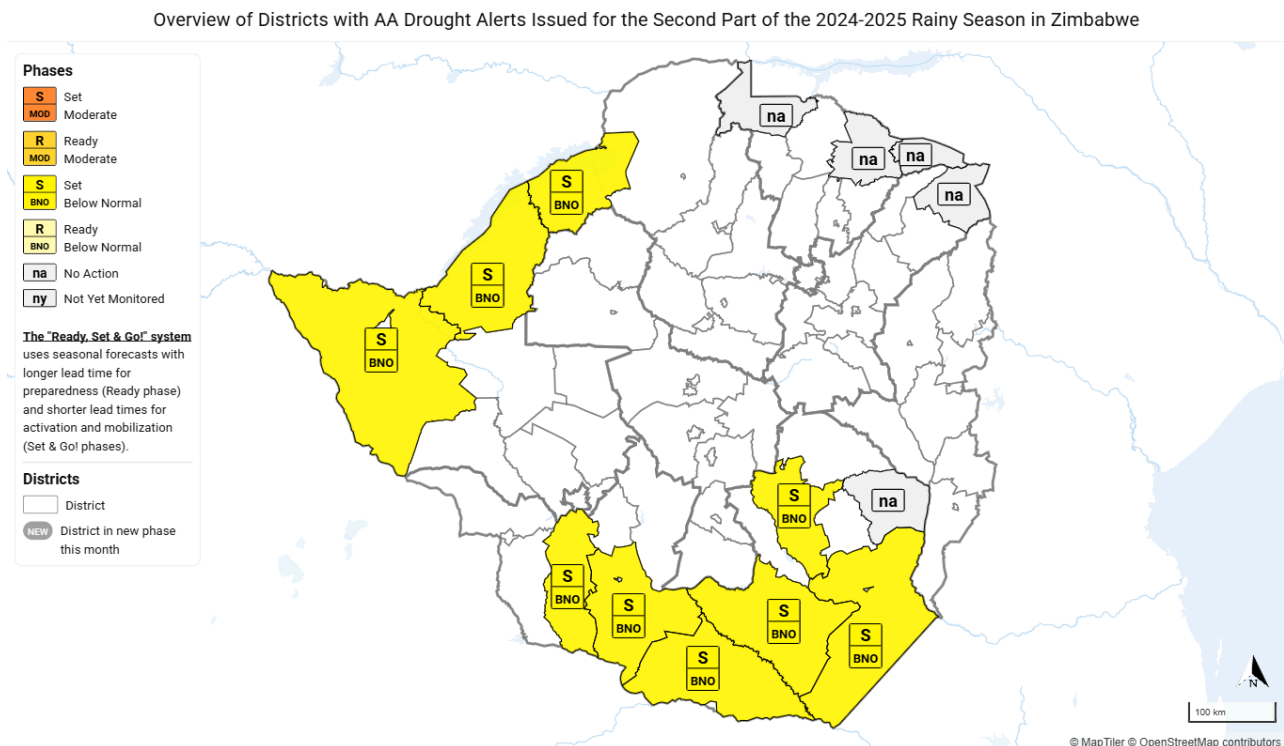 Overview of Districts with AA Drought Alerts Issued for the Second Part of the 2024-2025 Rainy Season in Zimbabwe
Phases
S Set
MOD Moderate
R Ready
MOD Moderate
S Set
BNO Below Normal
R Ready
BNO Below Normal
na No Action
ny Not Yet Monitored
The "Ready, Set & Go!" system
uses seasonal forecasts with
longer lead time for
preparedness (Ready phase)
and shorter lead times for
activation and mobilization
(Set & Go! phases).
Districts
District
NEW District in new phase
this month
na
na
na
na
S
BNO
S
BNO
S
BNO
S
BNO
na
S
BNO
S
BNO
S
BNO
S
BNO
S
BNO
N
100 km
© MapTiler © OpenStreetMap contributors